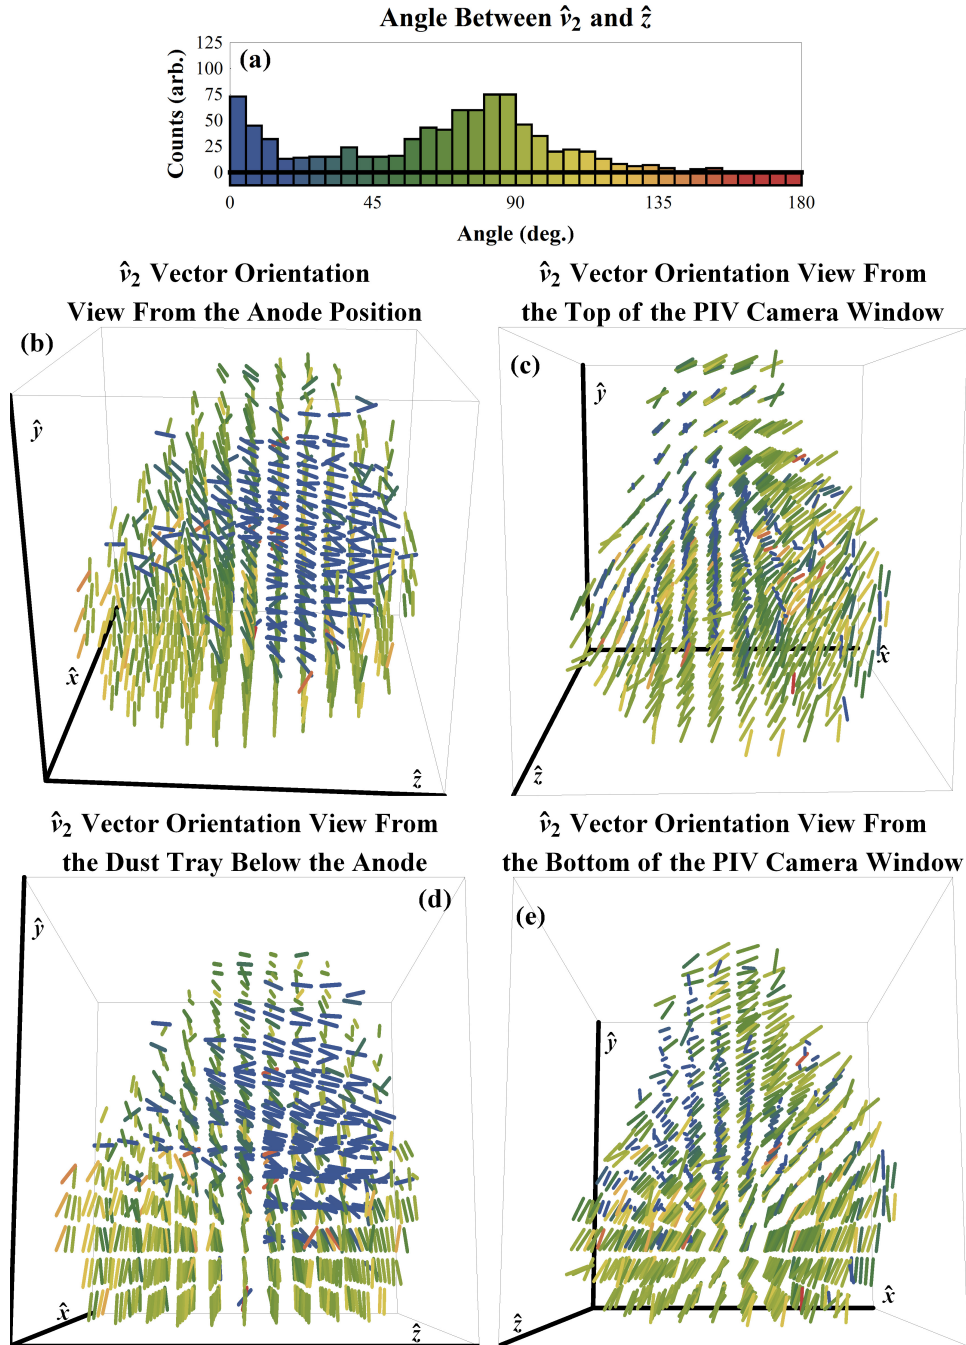 Angle Between v̂₂ and ẑ
(a)
Counts (arb.)
125
100
75
50
25
0
0 45 90 135 180
Angle (deg.)
v̂₂ Vector Orientation
View From the Anode Position
(b)
ŷ
x̂
ẑ
v̂₂ Vector Orientation View From
the Top of the PIV Camera Window
(c)
ŷ
x̂
ẑ
v̂₂ Vector Orientation View From
the Dust Tray Below the Anode
(d)
ŷ
x̂
ẑ
v̂₂ Vector Orientation View From
the Bottom of the PIV Camera Window
(e)
ŷ
x̂
ẑ